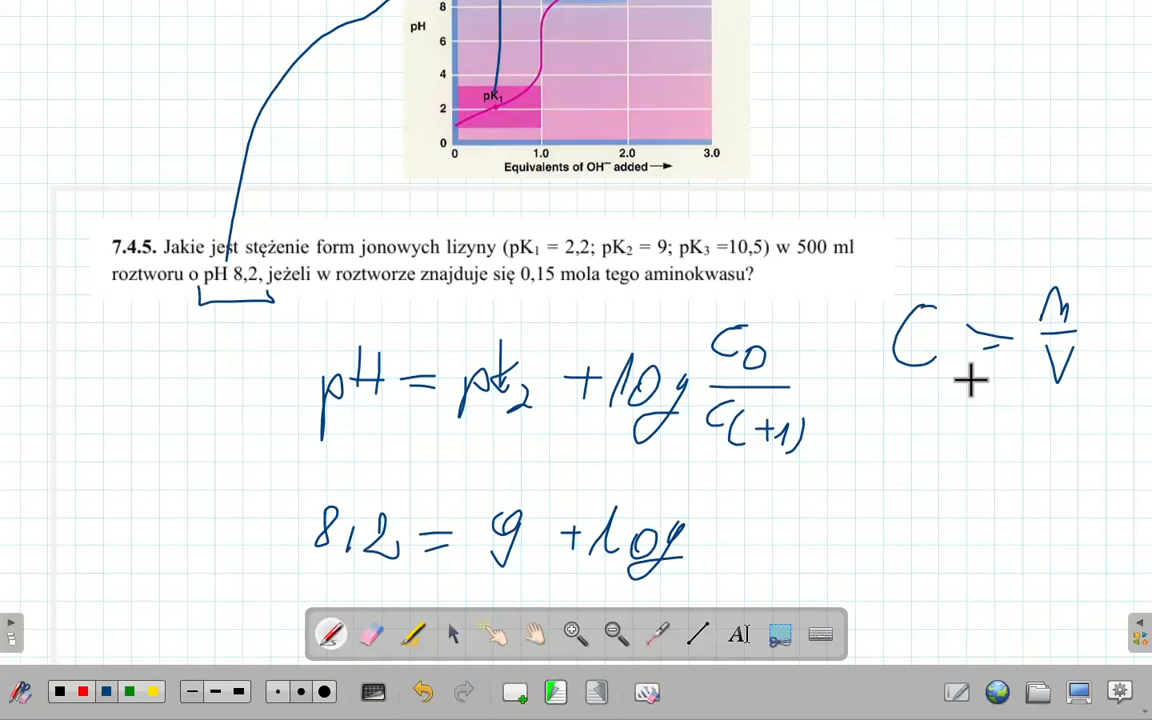 8
pH
6
4
pK₁
2
0
0 1.0 2.0 3.0
Equivalents of OH⁻ added
7.4.5. Jakie jest stężenie form jonowych lizyny (pK₁ = 2,2; pK₂ = 9; pK₃ =10,5) w 500 ml
roztworu o pH 8,2, jeżeli w roztworze znajduje się 0,15 mola tego aminokwasu?
C = n/V
pH = pK₂ + log C₀/C(+1)
8,2 = 9 + log
AI